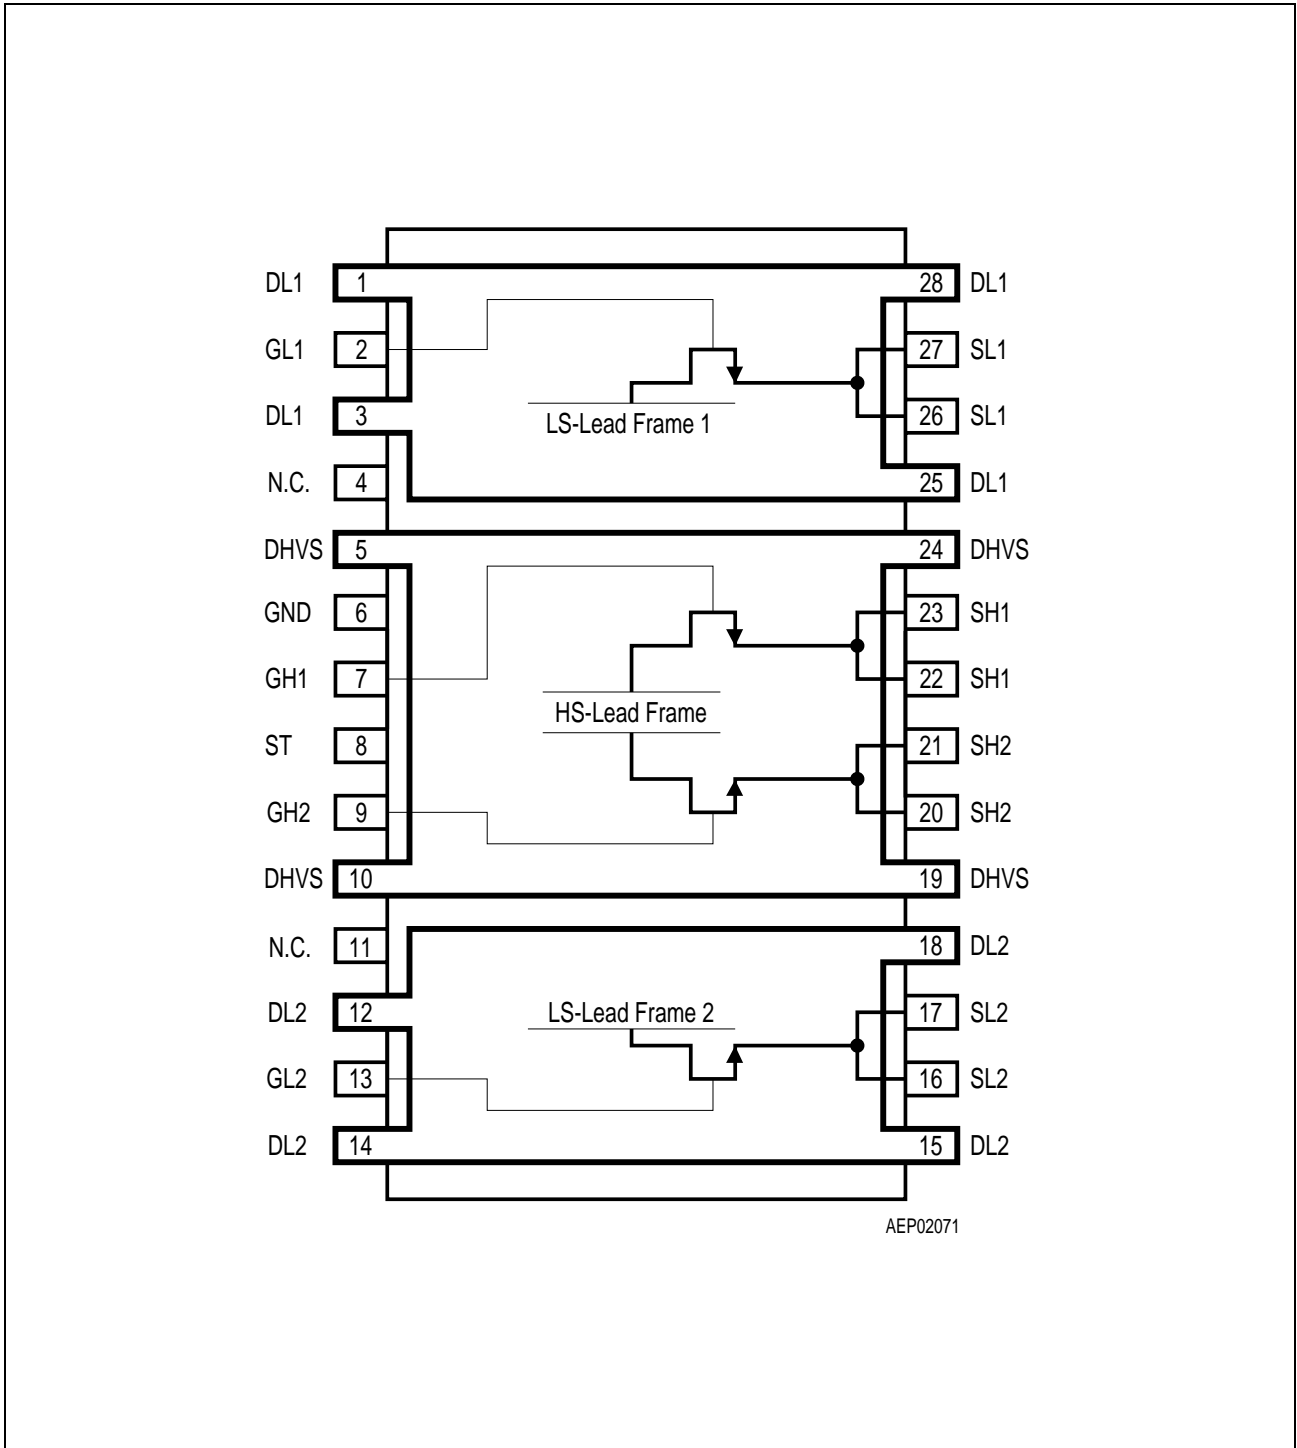 DL1 1 28 DL1
GL1 2 27 SL1
DL1 3 26 SL1
LS-Lead Frame 1
N.C. 4 25 DL1
DHVS 5 24 DHVS
GND 6 23 SH1
GH1 7 22 SH1
HS-Lead Frame
ST 8 21 SH2
GH2 9 20 SH2
DHVS 10 19 DHVS
N.C. 11 18 DL2
DL2 12 LS-Lead Frame 2 17 SL2
GL2 13 16 SL2
DL2 14 15 DL2
AEP02071